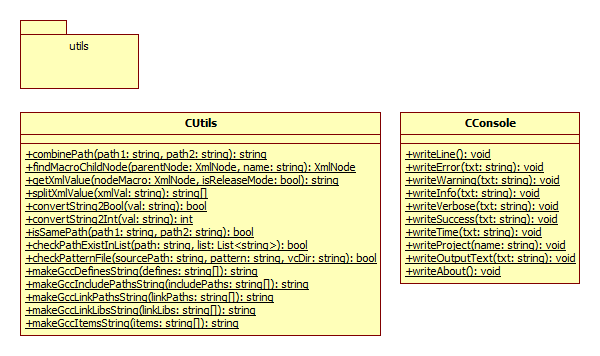 utils
CUtils
+combinePath(path1: string, path2: string): string
+findMacroChildNode(parentNode: XmlNode, name: string): XmlNode
+getXmlValue(nodeMacro: XmlNode, isReleaseMode: bool): string
+splitXmlValue(xmlVal: string): string[]
+convertString2Bool(val: string): bool
+convertString2Int(val: string): int
+isSamePath(path1: string, path2: string): bool
+checkPathExistInList(path: string, list: List<string>): bool
+checkPatternFile(sourcePath: string, pattern: string, vcDir: string): bool
+makeGccDefinesString(defines: string[]): string
+makeGccIncludePathsString(includePaths: string[]): string
+makeGccLinkPathsString(linkPaths: string[]): string
+makeGccLinkLibsString(linkLibs: string[]): string
+makeGccItemsString(items: string[]): string
CConsole
+writeLine(): void
+writeError(txt: string): void
+writeWarning(txt: string): void
+writeInfo(txt: string): void
+writeVerbose(txt: string): void
+writeSuccess(txt: string): void
+writeTime(txt: string): void
+writeProject(name: string): void
+writeOutputText(txt: string): void
+writeAbout(): void